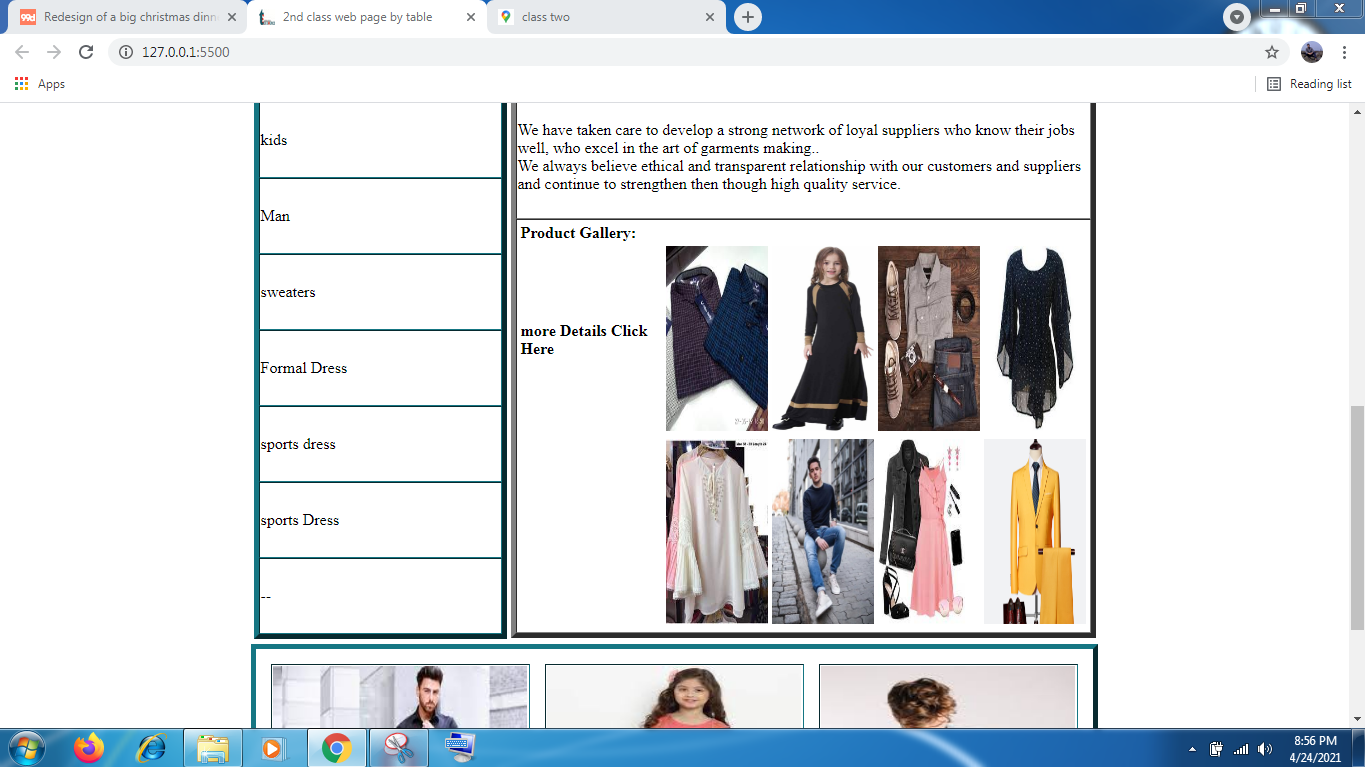 Redesign of a big christmas dinn
2nd class web page by table
class two
127.0.0.1:5500
Apps
Reading list
kids
Man
sweaters
Formal Dress
sports dress
sports Dress
--
We have taken care to develop a strong network of loyal suppliers who know their jobs
well, who excel in the art of garments making..
We always believe ethical and transparent relationship with our customers and suppliers
and continue to strengthen then though high quality service.
Product Gallery:
more Details Click
Here
8:56 PM
4/24/2021